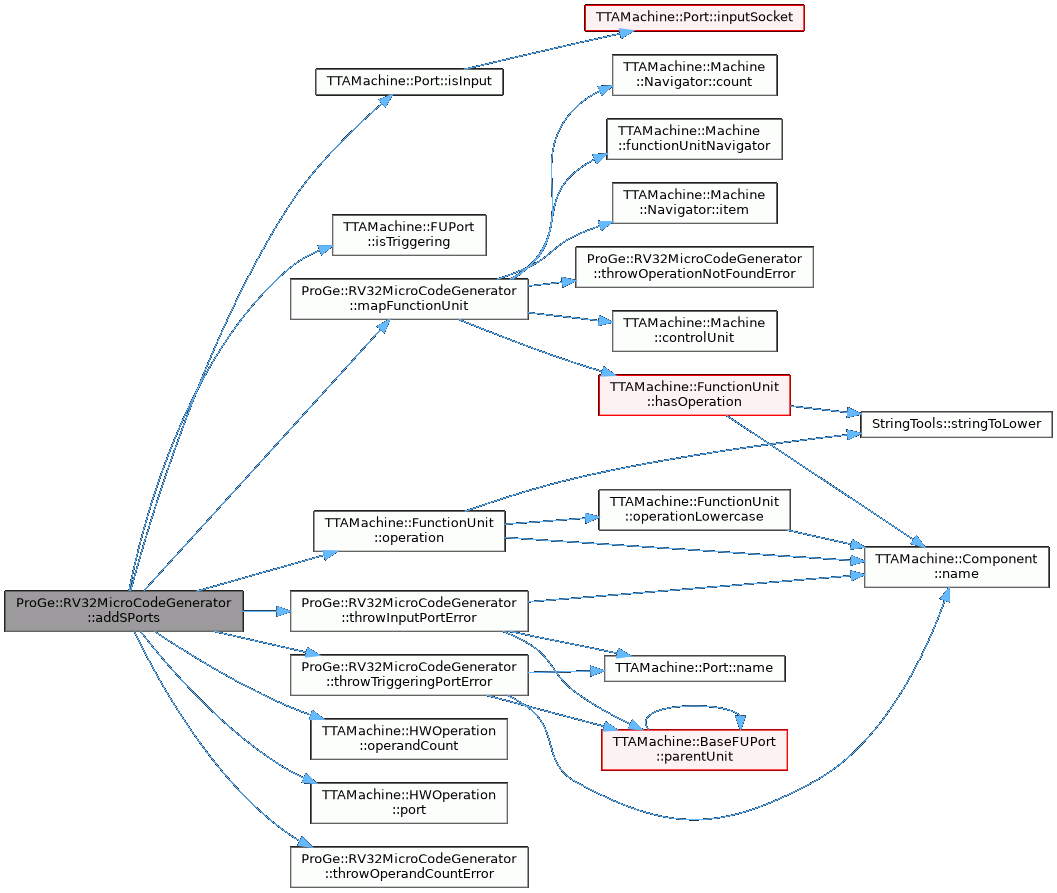 TTAMachine::Port::inputSocket
TTAMachine::Machine
::Navigator::count
TTAMachine::Port::isInput
TTAMachine::Machine
::functionUnitNavigator
TTAMachine::Machine
::Navigator::item
TTAMachine::FUPort
::isTriggering
ProGe::RV32MicroCodeGenerator
::throwOperationNotFoundError
ProGe::RV32MicroCodeGenerator
::mapFunctionUnit
TTAMachine::Machine
::controlUnit
TTAMachine::FunctionUnit
::hasOperation
StringTools::stringToLower
TTAMachine::FunctionUnit
::operationLowercase
TTAMachine::FunctionUnit
::operation
TTAMachine::Component
::name
ProGe::RV32MicroCodeGenerator
::addSPorts
ProGe::RV32MicroCodeGenerator
::throwInputPortError
ProGe::RV32MicroCodeGenerator
::throwTriggeringPortError
TTAMachine::Port::name
TTAMachine::HWOperation
::operandCount
TTAMachine::BaseFUPort
::parentUnit
TTAMachine::HWOperation
::port
ProGe::RV32MicroCodeGenerator
::throwOperandCountError